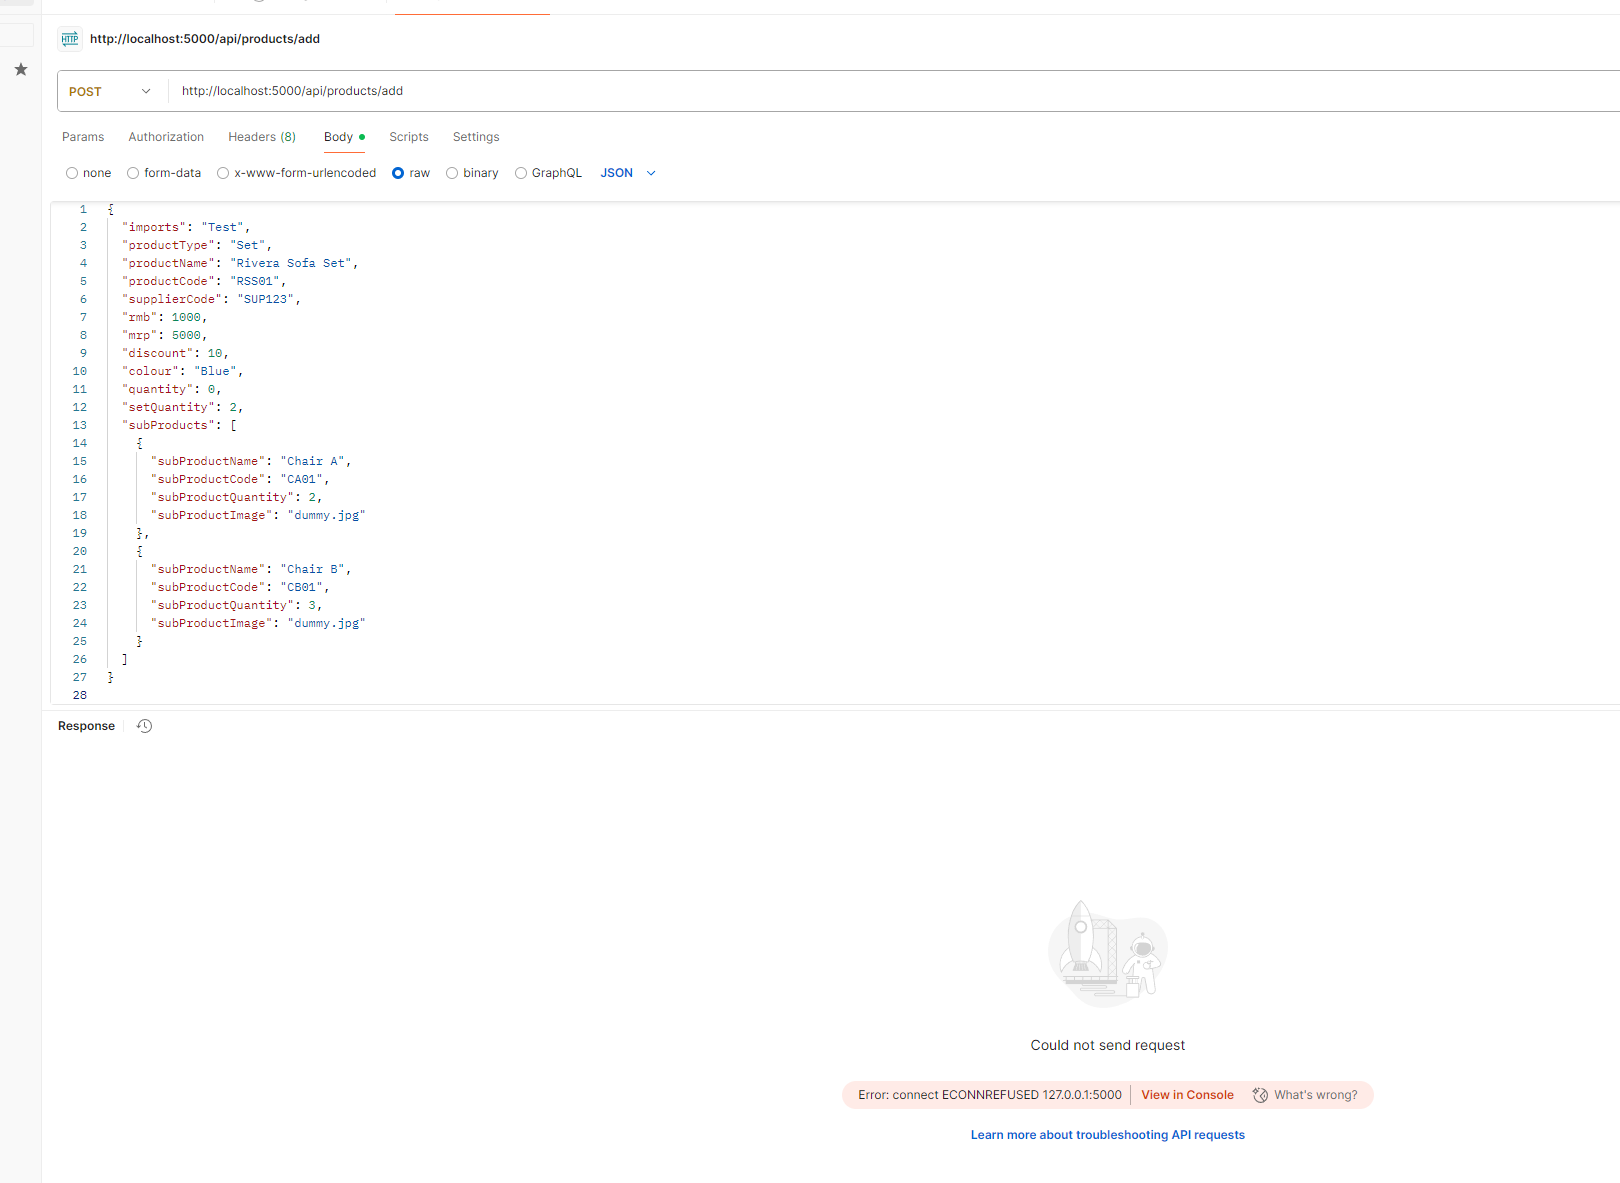 HTTP http://localhost:5000/api/products/add
POST http://localhost:5000/api/products/add
Params Authorization Headers (8) Body Scripts Settings
none form-data x-www-form-urlencoded raw binary GraphQL JSON
1 {
2 "imports": "Test",
3 "productType": "Set",
4 "productName": "Rivera Sofa Set",
5 "productCode": "RSS01",
6 "supplierCode": "SUP123",
7 "rmb": 1000,
8 "mrp": 5000,
9 "discount": 10,
10 "colour": "Blue",
11 "quantity": 0,
12 "setQuantity": 2,
13 "subProducts": [
14 {
15 "subProductName": "Chair A",
16 "subProductCode": "CA01",
17 "subProductQuantity": 2,
18 "subProductImage": "dummy.jpg"
19 },
20 {
21 "subProductName": "Chair B",
22 "subProductCode": "CB01",
23 "subProductQuantity": 3,
24 "subProductImage": "dummy.jpg"
25 }
26 ]
27 }
28
Response
Could not send request
Error: connect ECONNREFUSED 127.0.0.1:5000 View in Console What's wrong?
Learn more about troubleshooting API requests